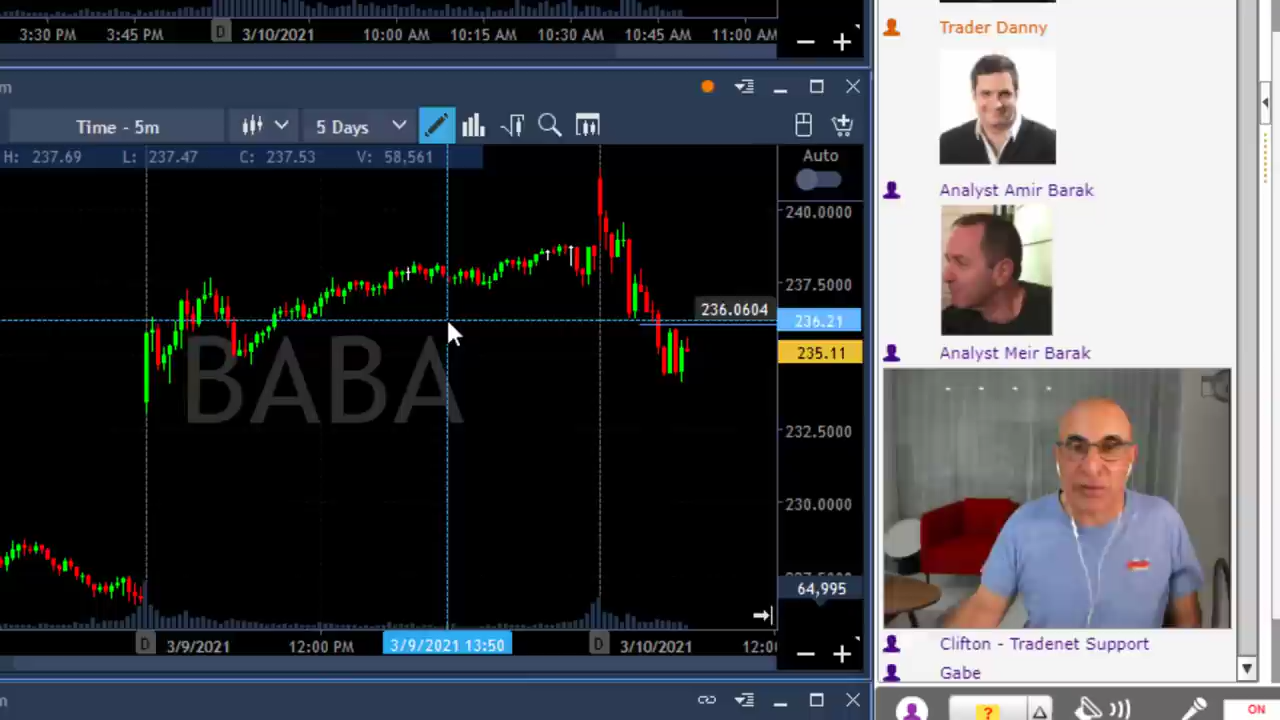 3:30 PM 3:45 PM D 3/10/2021 10:00 AM 10:15 AM 10:30 AM 10:45 AM 11:00 AM
Time - 5m 5 Days
H: 237.69 L: 237.47 C: 237.53 V: 58,561
Auto
240.0000
237.5000
236.0604
236.21
235.11
BABA
232.5000
230.0000
64,995
D 3/9/2021 12:00 PM 3/9/2021 13:50 D 3/10/2021
Trader Danny
Analyst Amir Barak
Analyst Meir Barak
Clifton - Tradenet Support
Gabe
?
ON